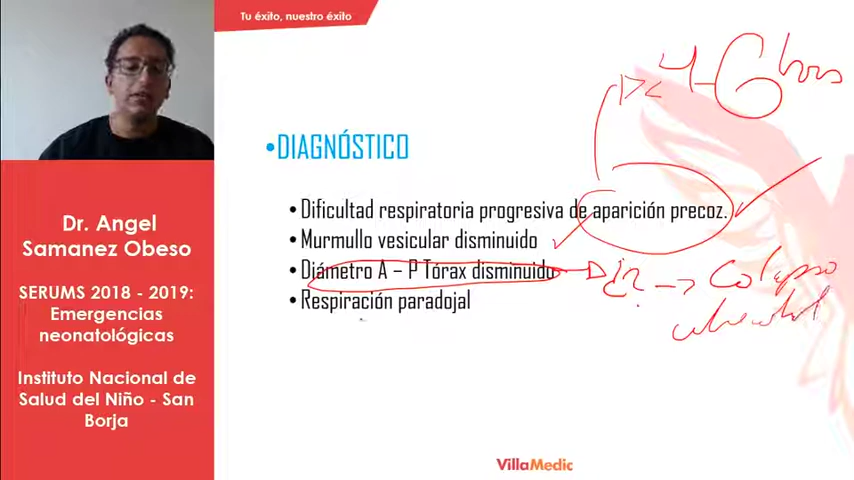 Tu éxito, nuestro éxito
•DIAGNÓSTICO
• Dificultad respiratoria progresiva de aparición precoz.
• Murmullo vesicular disminuido
• Diámetro A – P Tórax disminuido
• Respiración paradojal
4-6 hrs
Colapso
Dr. Angel
Samanez Obeso
SERUMS 2018 - 2019:
Emergencias
neonatológicas
Instituto Nacional de
Salud del Niño - San
Borja
VillaMedic